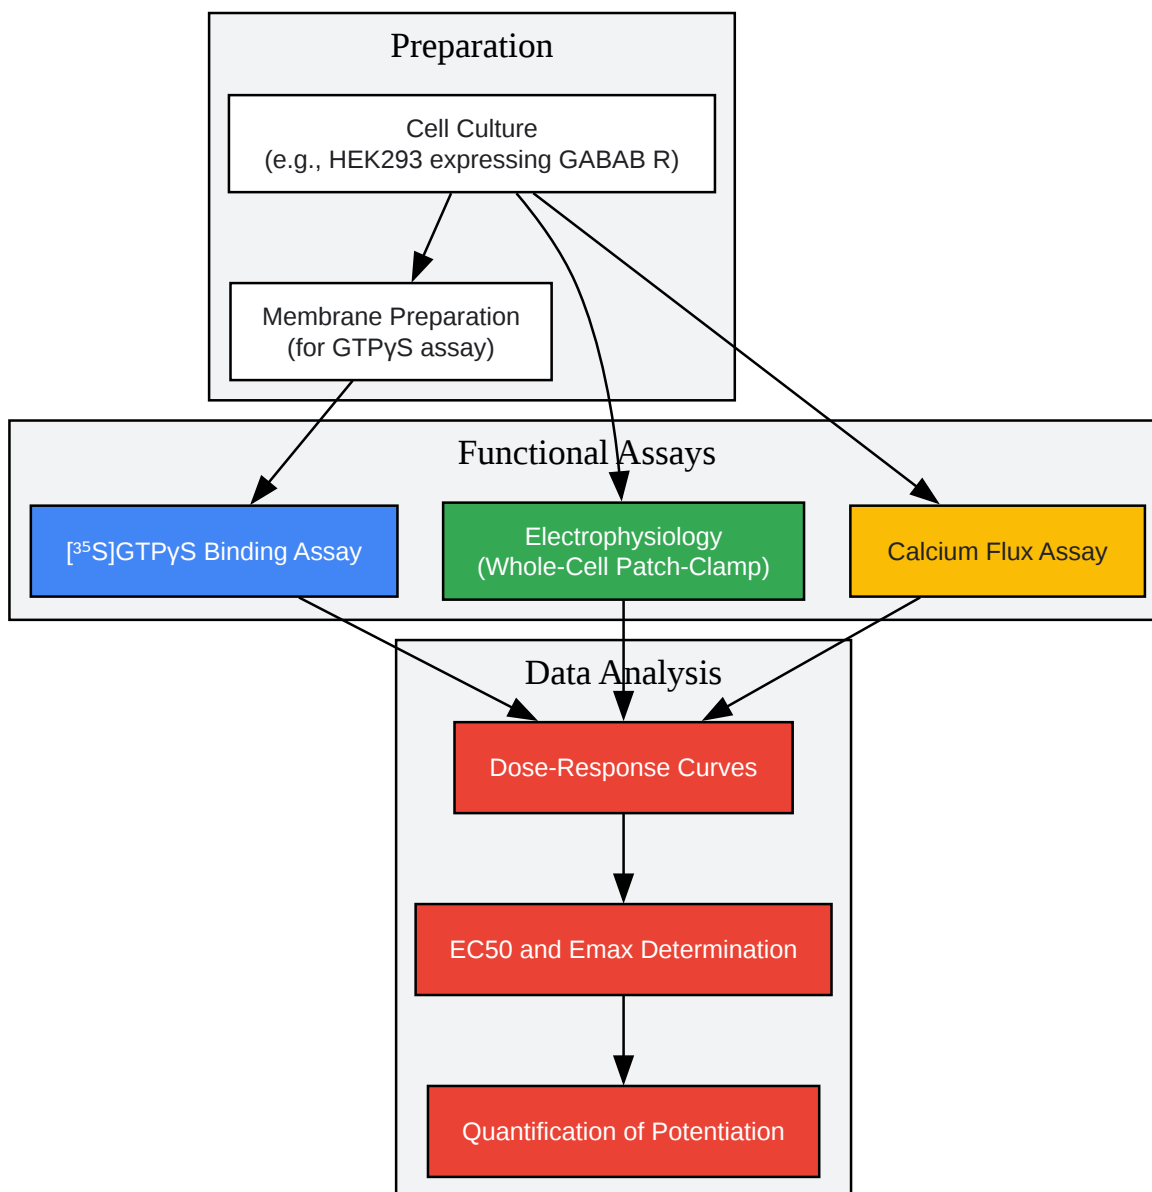 Preparation
Cell Culture
(e.g., HEK293 expressing GABAB R)
Membrane Preparation
(for GTPγS assay)
Functional Assays
[³⁵S]GTPγS Binding Assay
Electrophysiology
(Whole-Cell Patch-Clamp)
Calcium Flux Assay
Data Analysis
Dose-Response Curves
EC50 and Emax Determination
Quantification of Potentiation